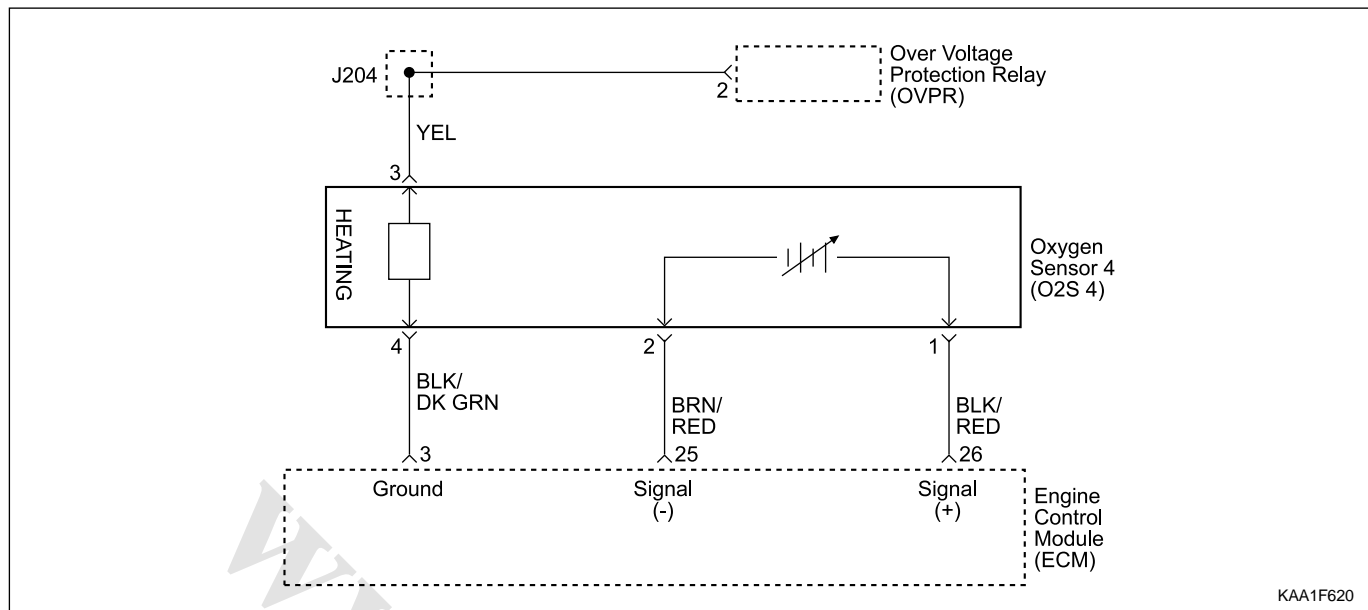 J204
2
Over Voltage
Protection Relay
(OVPR)
YEL
3
HEATING
Oxygen
Sensor 4
(O2S 4)
4
2
1
BLK/
DK GRN
BRN/
RED
BLK/
RED
3
25
26
Ground
Signal
(-)
Signal
(+)
Engine
Control
Module
(ECM)
KAA1F620